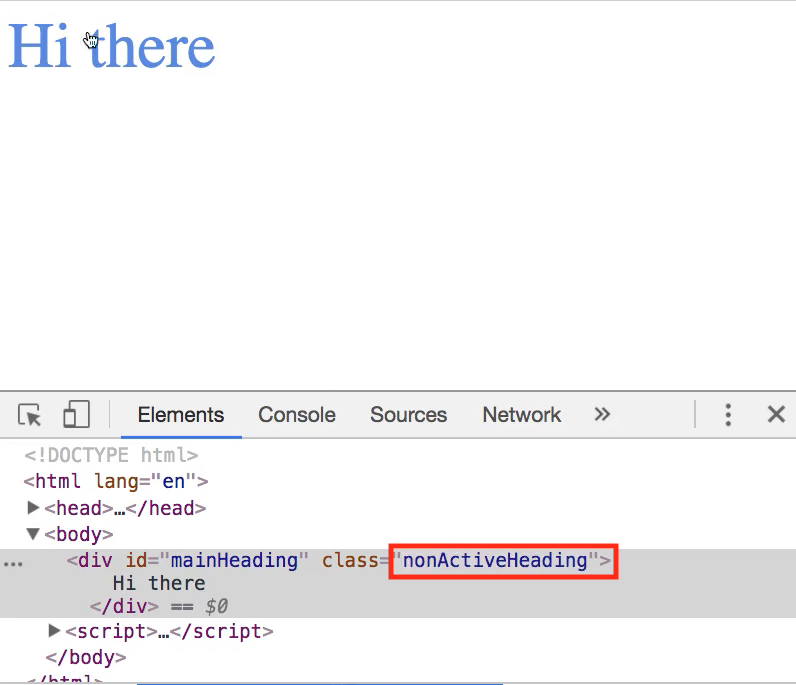 Hi there
Elements Console Sources Network »
<!DOCTYPE html>
<html lang="en">
▶<head>…</head>
▼<body>
… <div id="mainHeading" class="nonActiveHeading">
Hi there
</div> == $0
▶<script>…</script>
</body>
</html>